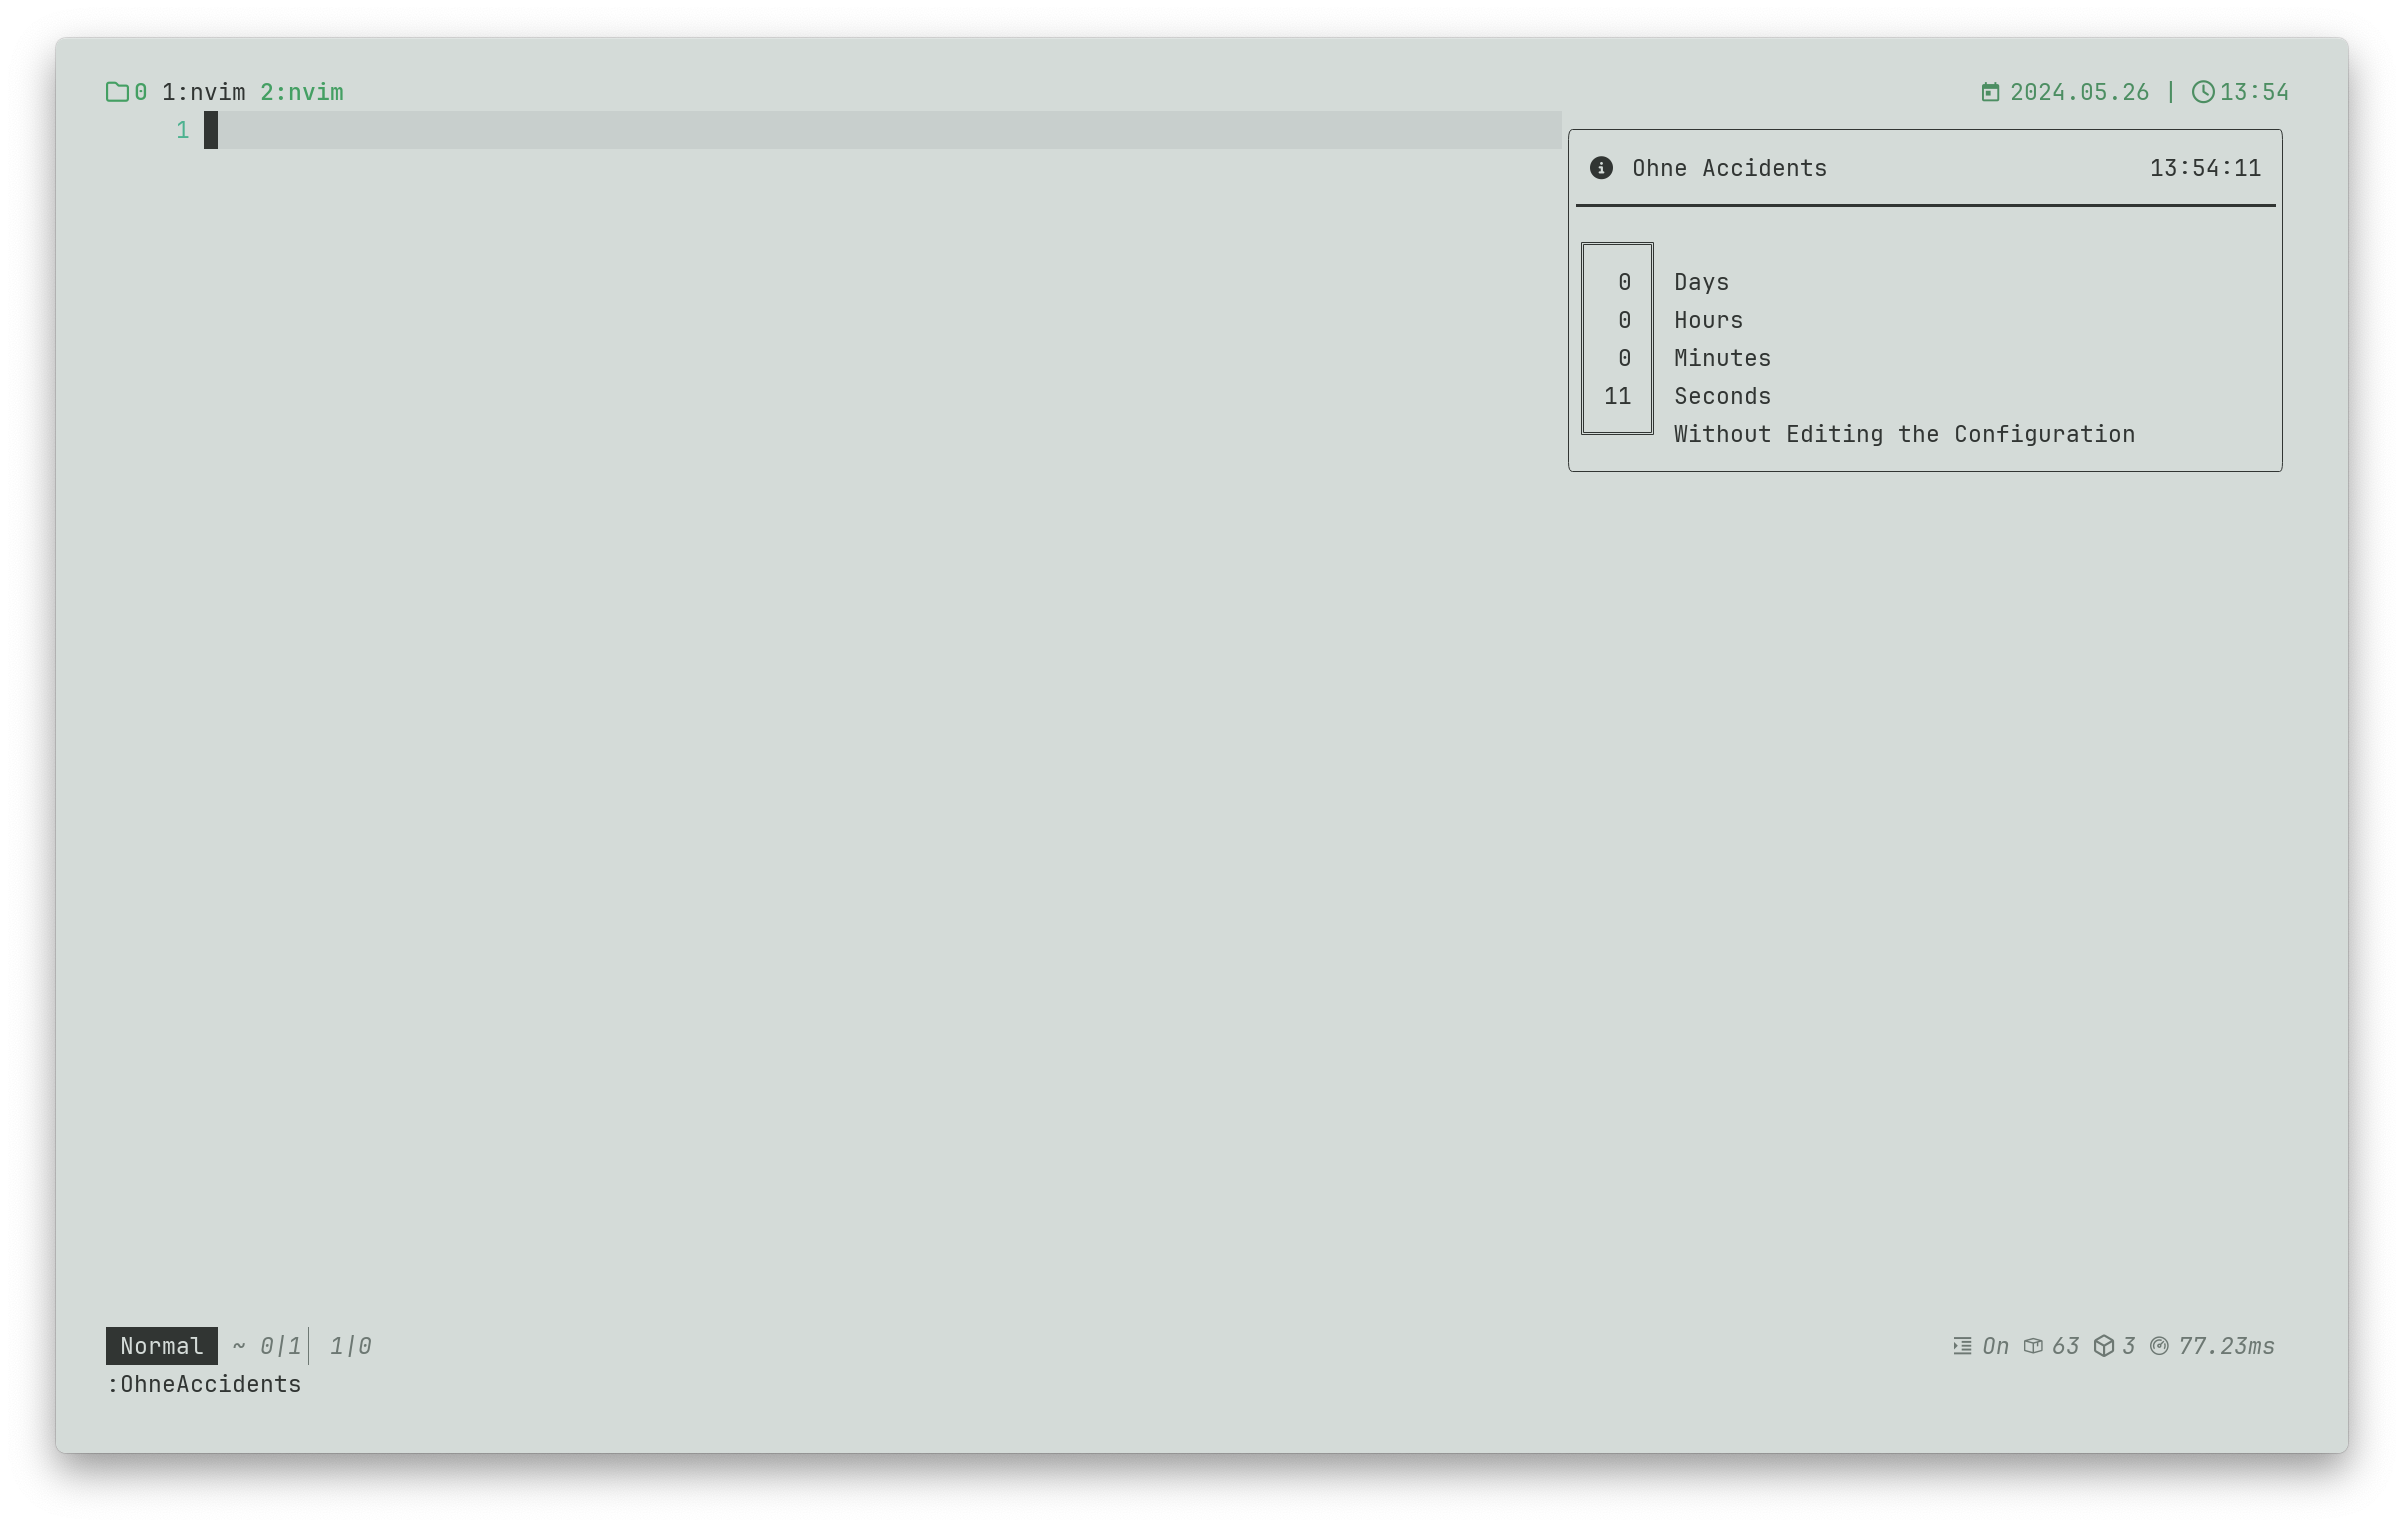 0 1:nvim 2:nvim 2024.05.26 | 13:54
1
Ohne Accidents 13:54:11
0 Days
0 Hours
0 Minutes
11 Seconds
Without Editing the Configuration
Normal ~ 0|1│ 1|0 On 63 3 77.23ms
:OhneAccidents